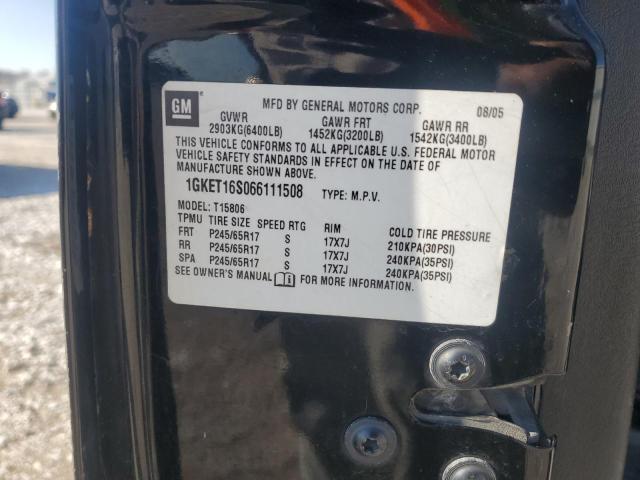 GM
MFD BY GENERAL MOTORS CORP. 08/05
GVWR GAWR FRT GAWR RR
2903KG(6400LB) 1452KG(3200LB) 1542KG(3400LB)
THIS VEHICLE CONFORMS TO ALL APPLICABLE U.S. FEDERAL MOTOR
VEHICLE SAFETY STANDARDS IN EFFECT ON THE DATE OF
MANUFACTURE SHOWN ABOVE.
1GKET16S066111508 TYPE: M.P.V.
MODEL: T15806
TPMU TIRE SIZE SPEED RTG RIM COLD TIRE PRESSURE
FRT P245/65R17 S 17X7J 210KPA(30PSI)
RR P245/65R17 S 17X7J 240KPA(35PSI)
SPA P245/65R17 S 17X7J 240KPA(35PSI)
SEE OWNER'S MANUAL FOR MORE INFORMATION.